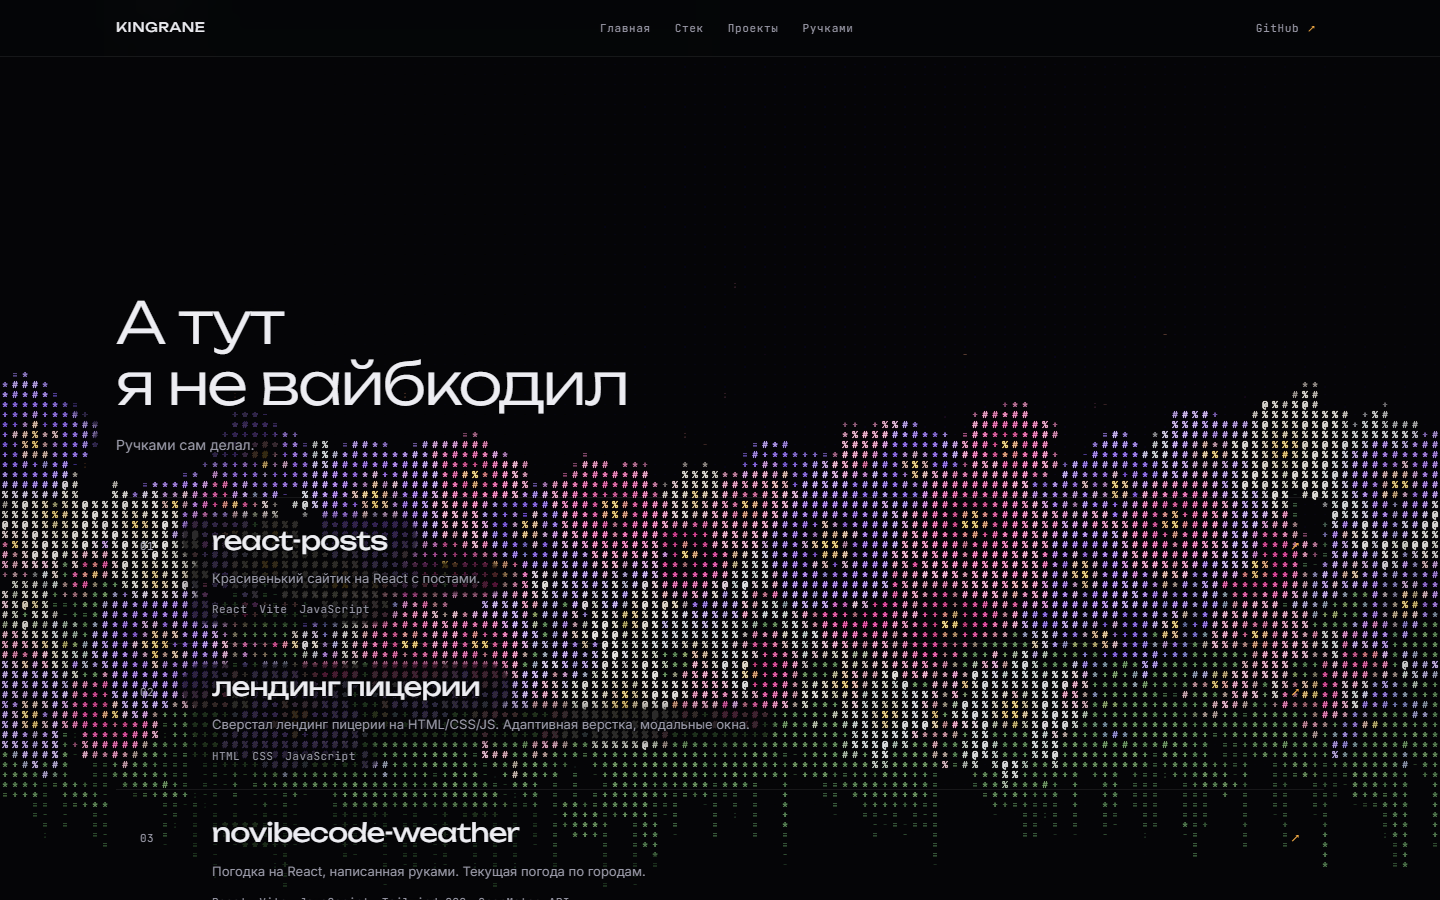 KINGRANE
Главная Стек Проекты Ручками
GitHub ↗
А тут
я не вайбкодил
Ручками сам делал.
react-posts
Красивенький сайтик на React с постами.
React Vite JavaScript
02
лендинг пицерии
Сверстал лендинг пицерии на HTML/CSS/JS. Адаптивная верстка, модальные окна.
HTML CSS JavaScript
03
novibecode-weather
Погодка на React, написанная руками. Текущая погода по городам.